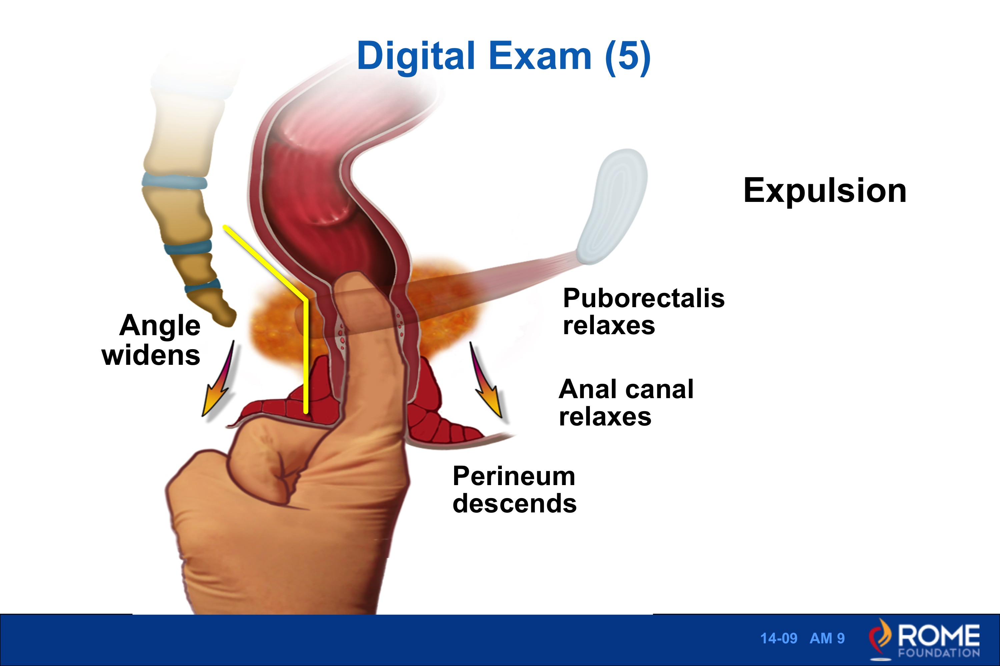 Digital Exam (5)
Expulsion
Puborectalis
relaxes
Angle
widens
Anal canal
relaxes
Perineum
descends
14-09 AM 9
ROME
FOUNDATION